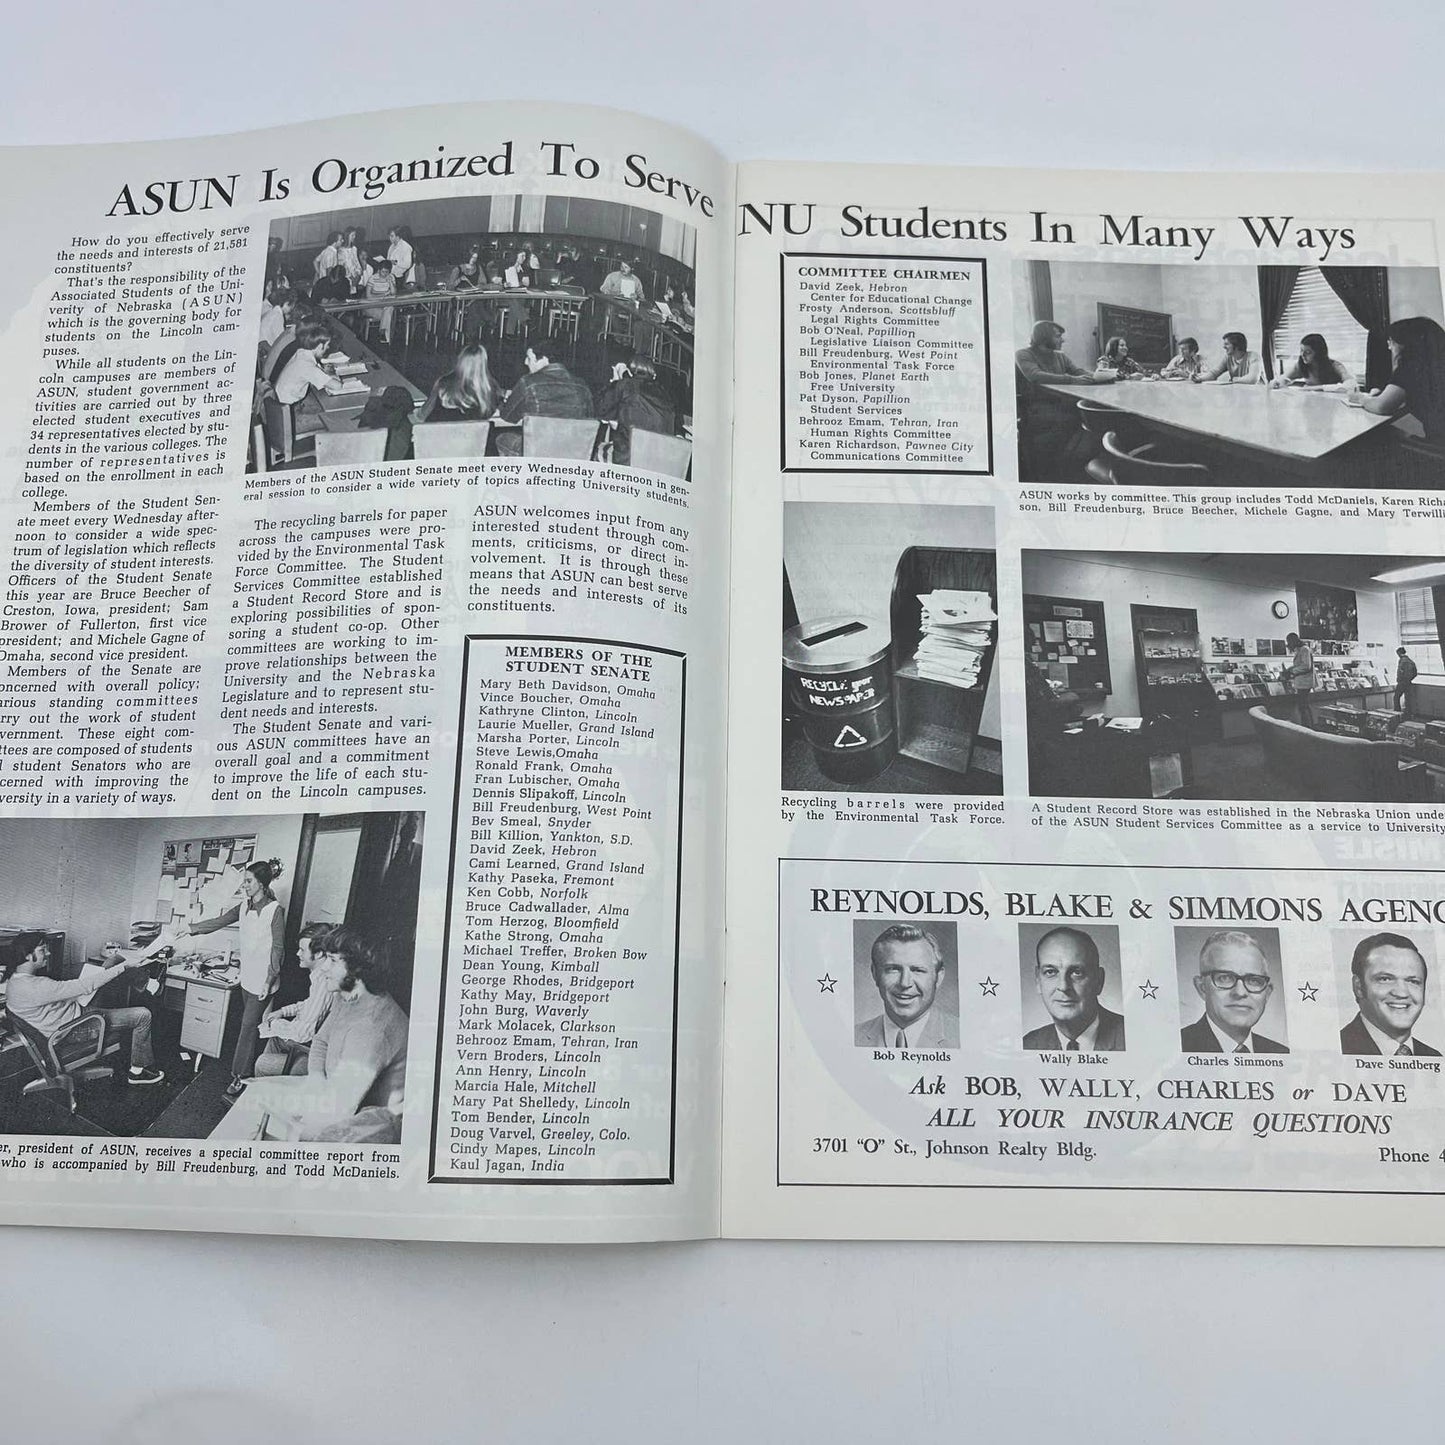 ASUN Is Organized To Serve
How do you effectively serve
the needs and interests of 21,581
constituents?
That's the responsibility of the
Associated Students of the Uni-
verity of Nebraska (ASUN)
which is the governing body for
students on the Lincoln cam-
puses.
While all students on the Lin-
coln campuses are members of
ASUN, student government ac-
tivities are carried out by three
elected student executives and
34 representatives elected by stu-
dents in the various colleges. The
number of representatives is
based on the enrollment in each
college.
Members of the Student Sen-
ate meet every Wednesday after-
noon to consider a wide spec-
trum of legislation which reflects
the diversity of student interests.
Officers of the Student Senate
this year are Bruce Beecher of
Creston, Iowa, president; Sam
Brower of Fullerton, first vice
president; and Michele Gagne of
Omaha, second vice president.
Members of the Senate are
oncerned with overall policy;
rious standing committees
rry out the work of student
vernment. These eight com-
ttees are composed of students
d student Senators who are
cerned with improving the
versity in a variety of ways.
Members of the ASUN Student Senate meet every Wednesday afternoon in gen-
eral session to consider a wide variety of topics affecting University students.
The recycling barrels for paper
across the campuses were pro-
vided by the Environmental Task
Force Committee. The Student
Services Committee established
a Student Record Store and is
exploring possibilities of spon-
soring a student co-op. Other
committees are working to im-
prove relationships between the
University and the Nebraska
Legislature and to represent stu-
dent needs and interests.
The Student Senate and vari-
ous ASUN committees have an
overall goal and a commitment
to improve the life of each stu-
dent on the Lincoln campuses.
ASUN welcomes input from any
interested student through com-
ments, criticisms, or direct in-
volvement. It is through these
means that ASUN can best serve
the needs and interests of its
constituents.
MEMBERS OF THE
STUDENT SENATE
Mary Beth Davidson, Omaha
Vince Boucher, Omaha
Kathryne Clinton, Lincoln
Laurie Mueller, Grand Island
Marsha Porter, Lincoln
Steve Lewis,Omaha
Ronald Frank, Omaha
Fran Lubischer, Omaha
Dennis Slipakoff, Lincoln
Bill Freudenburg, West Point
Bev Smeal, Snyder
Bill Killion, Yankton, S.D.
David Zeek, Hebron
Cami Learned, Grand Island
Kathy Paseka, Fremont
Ken Cobb, Norfolk
Bruce Cadwallader, Alma
Tom Herzog, Bloomfield
Kathe Strong, Omaha
Michael Treffer, Broken Bow
Dean Young, Kimball
George Rhodes, Bridgeport
Kathy May, Bridgeport
John Burg, Waverly
Mark Molacek, Clarkson
Behrooz Emam, Tehran, Iran
Vern Broders, Lincoln
Ann Henry, Lincoln
Marcia Hale, Mitchell
Mary Pat Shelledy, Lincoln
Tom Bender, Lincoln
Doug Varvel, Greeley, Colo.
Cindy Mapes, Lincoln
Kaul Jagan, India
er, president of ASUN, receives a special committee report from
who is accompanied by Bill Freudenburg, and Todd McDaniels.
NU Students In Many Ways
COMMITTEE CHAIRMEN
David Zeek, Hebron
Center for Educational Change
Frosty Anderson, Scottsbluff
Legal Rights Committee
Bob O'Neal, Papillion
Legislative Liaison Committee
Bill Freudenburg, West Point
Environmental Task Force
Bob Jones, Planet Earth
Free University
Pat Dyson, Papillion
Student Services
Behrooz Emam, Tehran, Iran
Human Rights Committee
Karen Richardson, Pawnee City
Communications Committee
ASUN works by committee. This group includes Todd McDaniels, Karen Richa
son, Bill Freudenburg, Bruce Beecher, Michele Gagne, and Mary Terwilli
RECYCLE your
NEWSPAPER
Recycling barrels were provided
by the Environmental Task Force.
A Student Record Store was established in the Nebraska Union unde
of the ASUN Student Services Committee as a service to University
REYNOLDS, BLAKE & SIMMONS AGENC
Bob Reynolds
Wally Blake
Charles Simmons
Dave Sundberg
Ask BOB, WALLY, CHARLES or DAVE
ALL YOUR INSURANCE QUESTIONS
3701 "O" St., Johnson Realty Bldg.
Phone 4